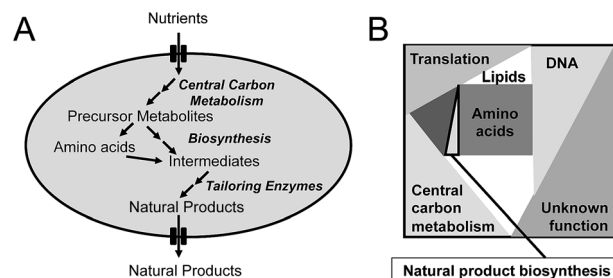 A
Nutrients
Central Carbon
Metabolism
Precursor Metabolites
Biosynthesis
Amino acids
Intermediates
Tailoring Enzymes
Natural Products
Natural Products
B
Translation
DNA
Lipids
Amino
acids
Central
carbon
metabolism
Unknown
function
Natural product biosynthesis